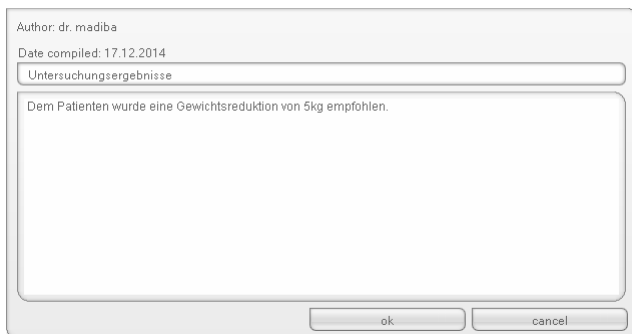 Author: dr. madiba
Date compiled: 17.12.2014
Untersuchungsergebnisse
Dem Patienten wurde eine Gewichtsreduktion von 5kg empfohlen.
ok cancel